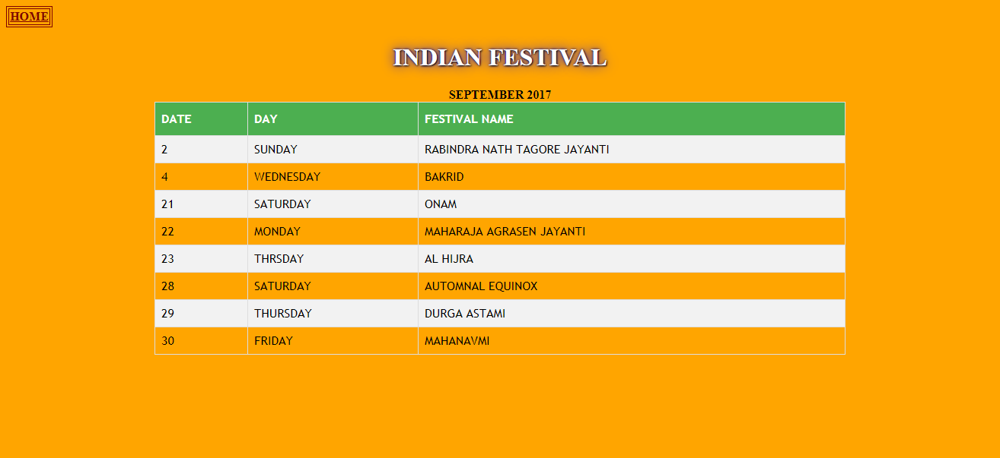 HOME
INDIAN FESTIVAL
SEPTEMBER 2017
DATE DAY FESTIVAL NAME
2 SUNDAY RABINDRA NATH TAGORE JAYANTI
4 WEDNESDAY BAKRID
21 SATURDAY ONAM
22 MONDAY MAHARAJA AGRASEN JAYANTI
23 THRSDAY AL HIJRA
28 SATURDAY AUTOMNAL EQUINOX
29 THURSDAY DURGA ASTAMI
30 FRIDAY MAHANAVMI